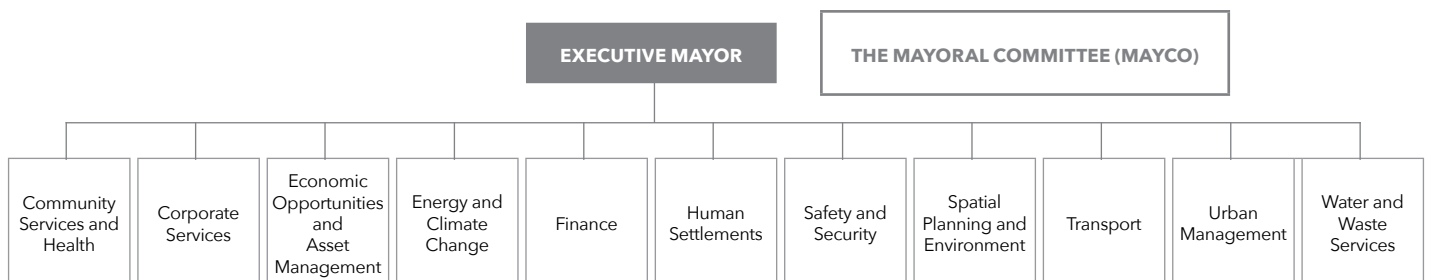 EXECUTIVE MAYOR
THE MAYORAL COMMITTEE (MAYCO)
Community
Services and
Health
Corporate
Services
Economic
Opportunities
and
Asset
Management
Energy and
Climate
Change
Finance
Human
Settlements
Safety and
Security
Spatial
Planning and
Environment
Transport
Urban
Management
Water and
Waste
Services